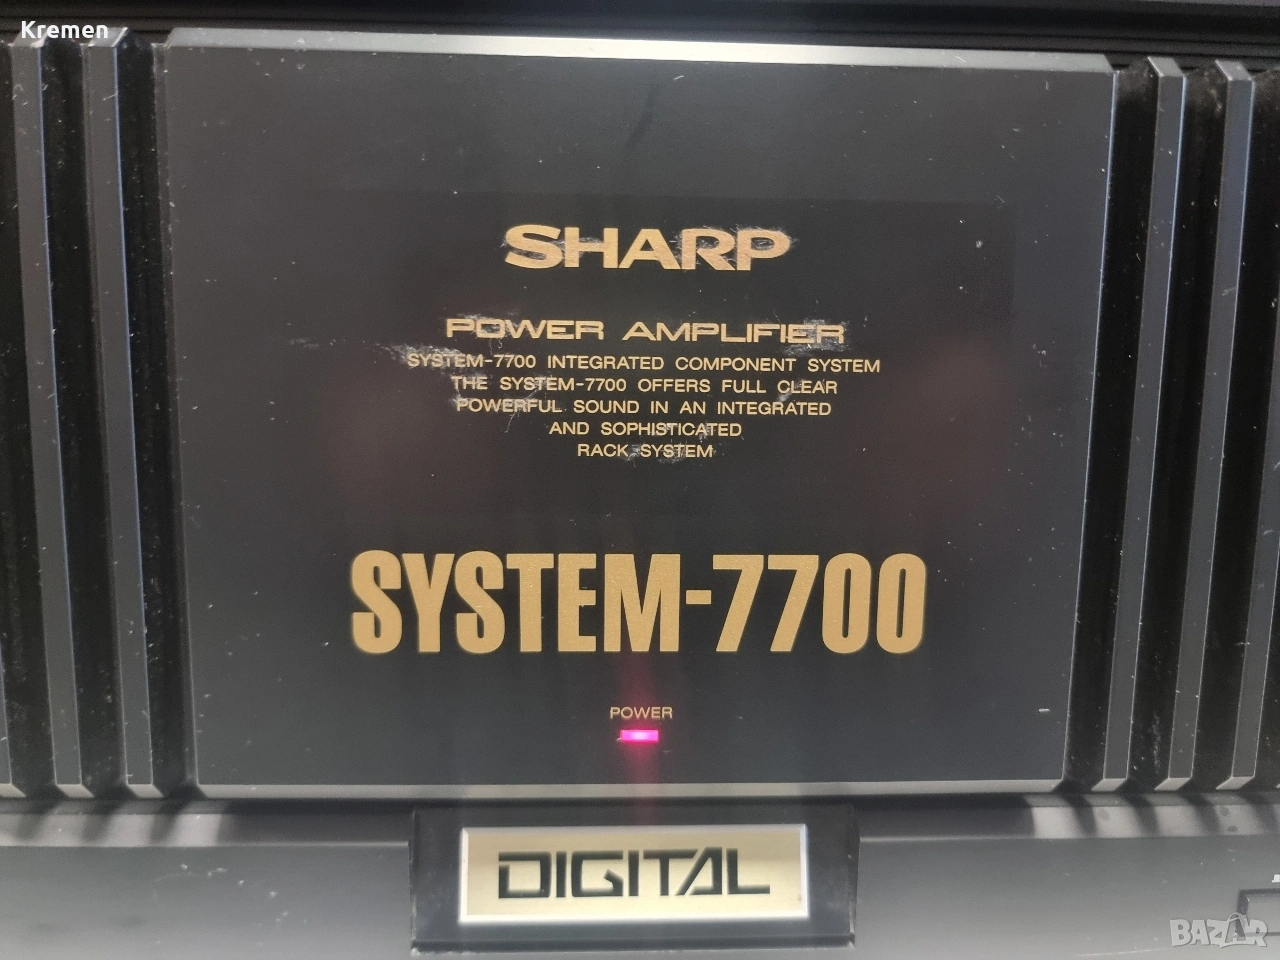 Kremen
SHARP
POWER AMPLIFIER
SYSTEM-7700 INTEGRATED COMPONENT SYSTEM
THE SYSTEM-7700 OFFERS FULL CLEAR
POWERFUL SOUND IN AN INTEGRATED
AND SOPHISTICATED
RACK SYSTEM
SYSTEM-7700
POWER
DIGITAL
BAZAR